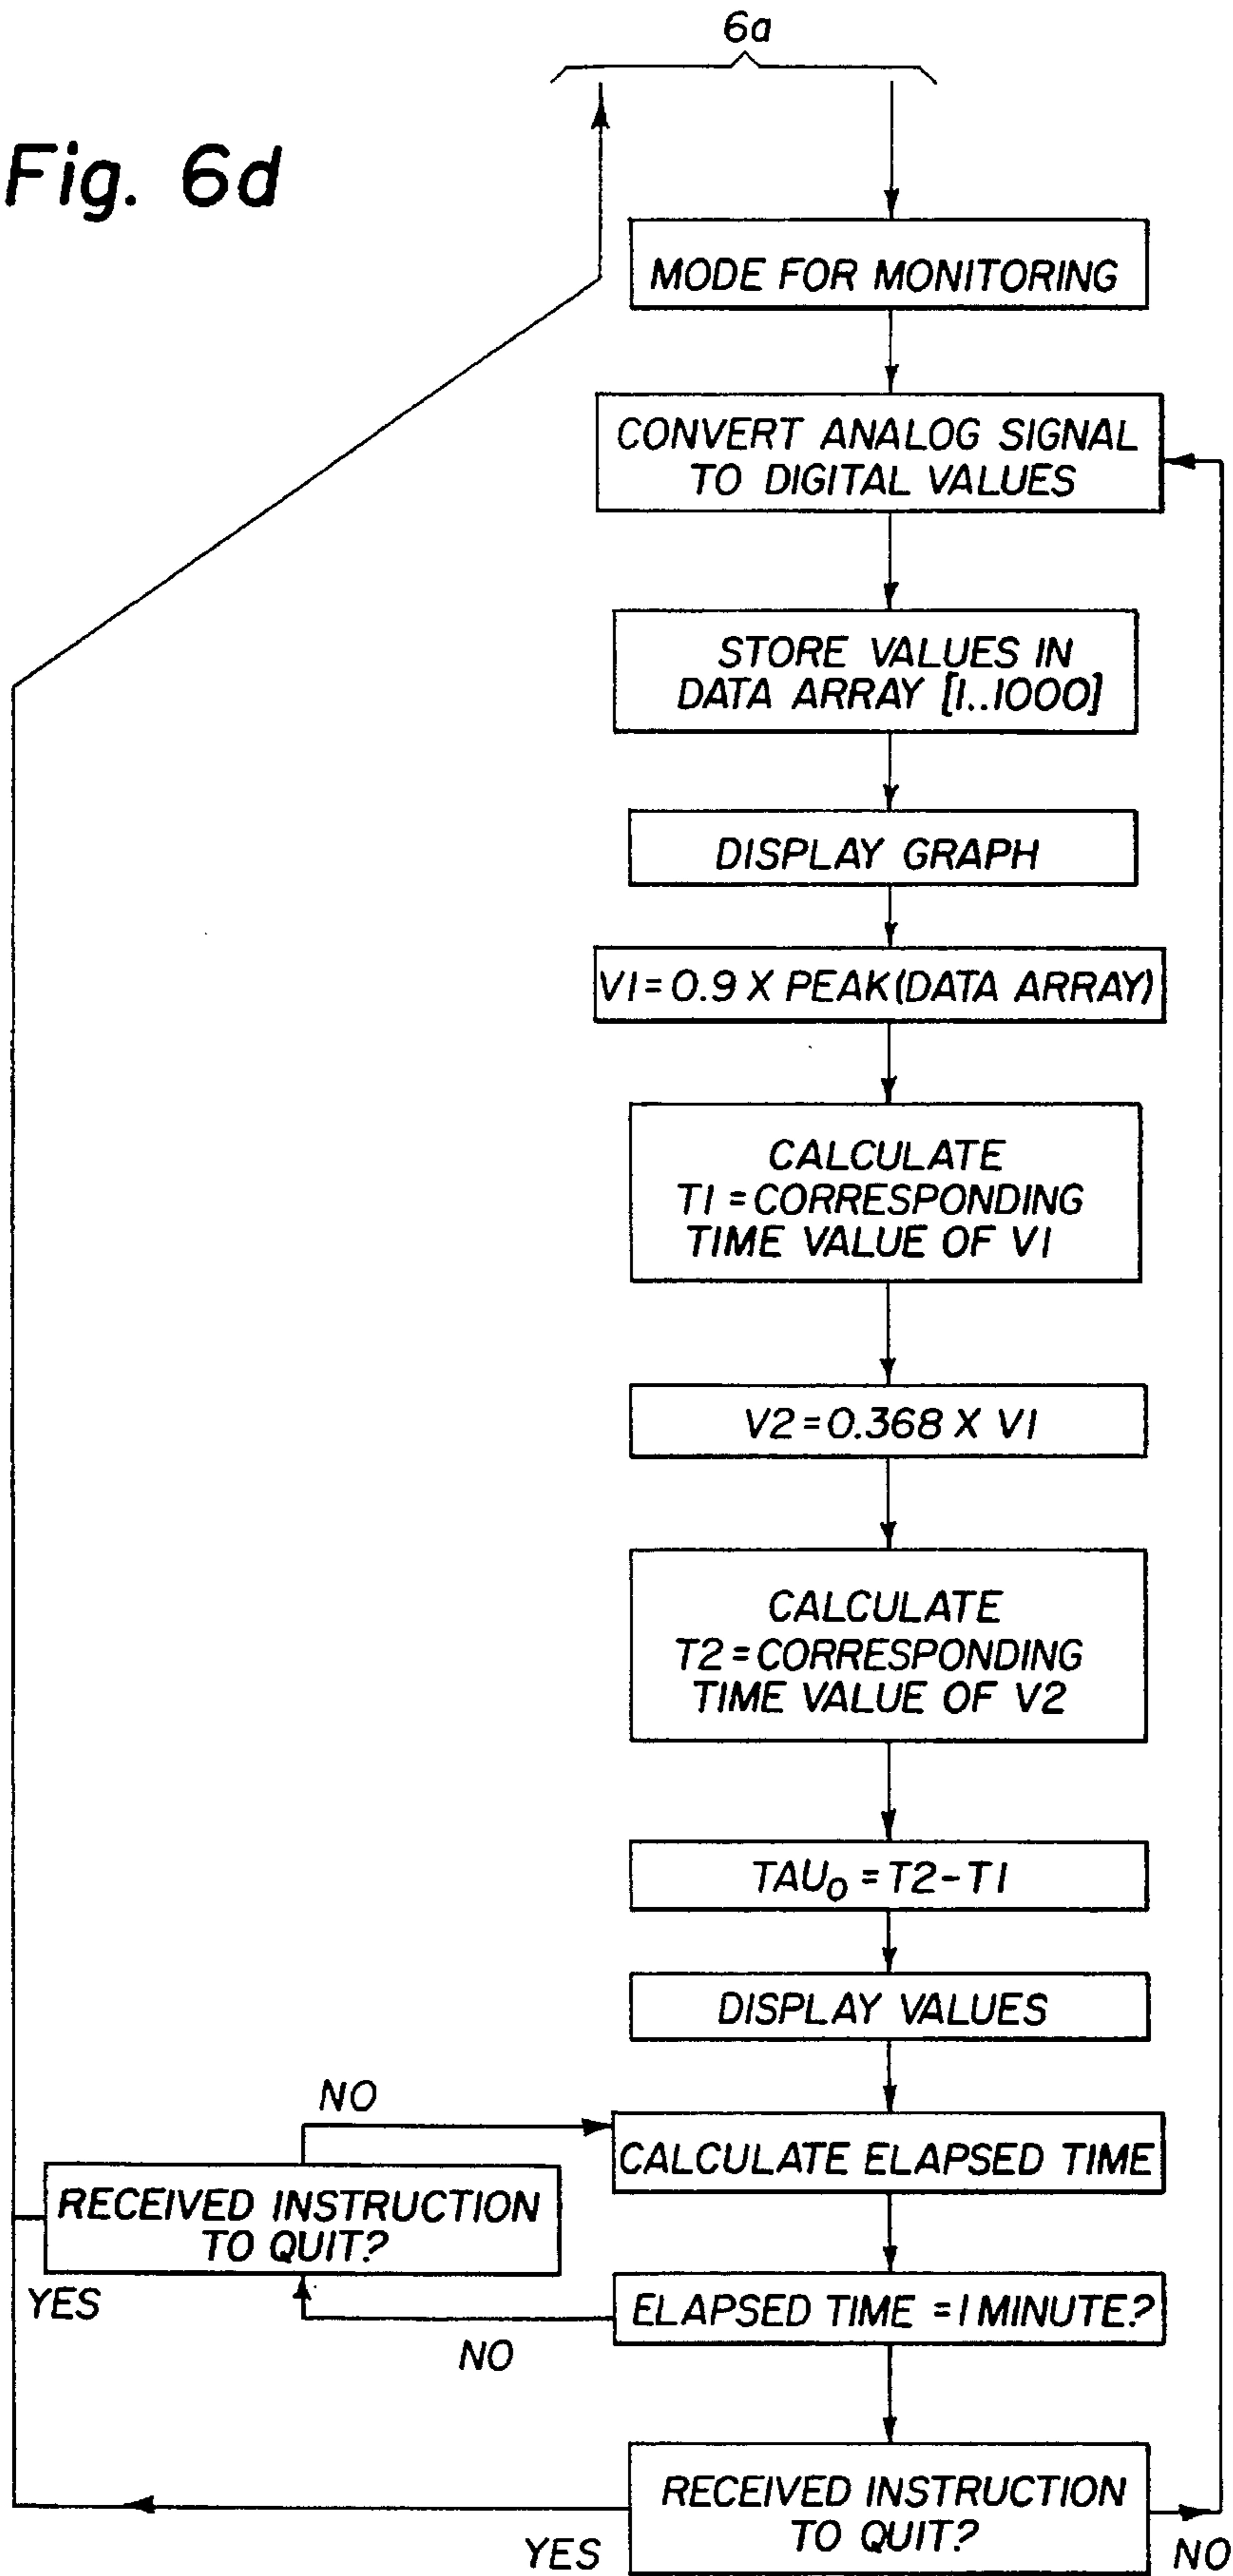 6a
Fig. 6d
MODE FOR MONITORING
CONVERT ANALOG SIGNAL
TO DIGITAL VALUES
STORE VALUES IN
DATA ARRAY [1..1000]
DISPLAY GRAPH
V1=0.9 X PEAK(DATA ARRAY)
CALCULATE
T1=CORRESPONDING
TIME VALUE OF V1
V2=0.368 X V1
CALCULATE
T2=CORRESPONDING
TIME VALUE OF V2
TAU₀=T2-T1
DISPLAY VALUES
NO
CALCULATE ELAPSED TIME
RECEIVED INSTRUCTION
TO QUIT?
YES
ELAPSED TIME =1 MINUTE?
NO
RECEIVED INSTRUCTION
TO QUIT?
YES
NO